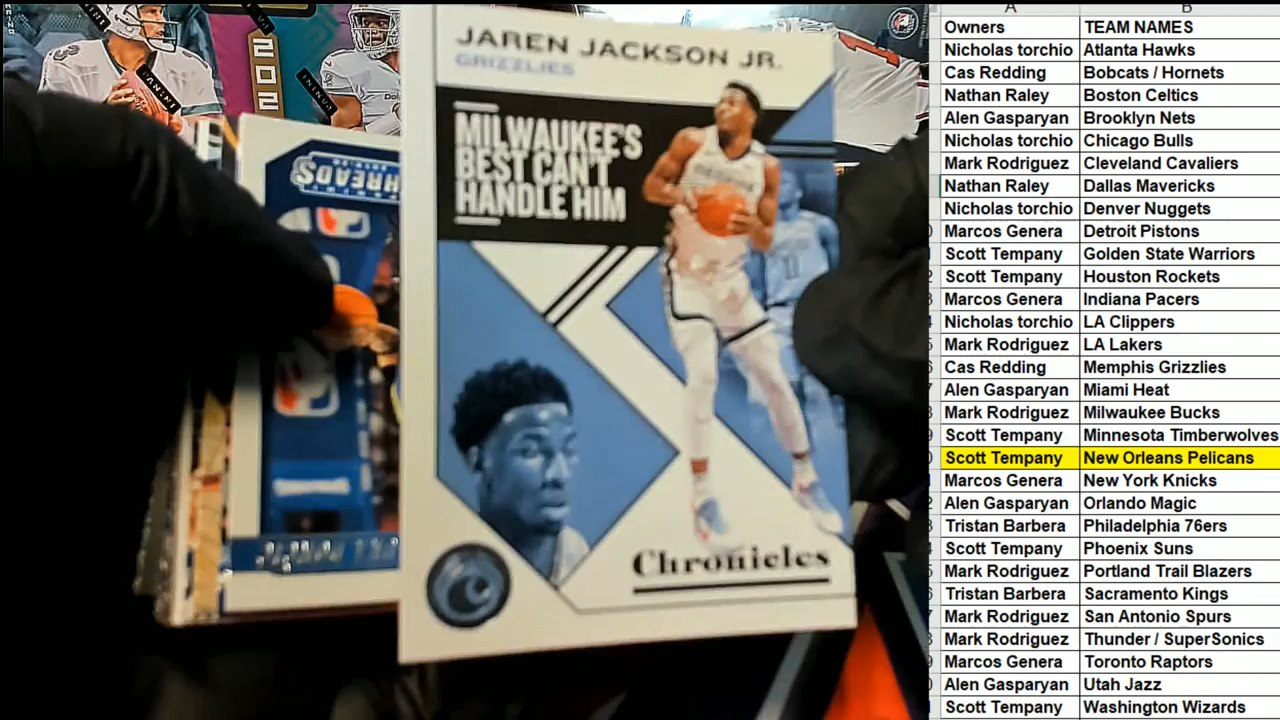 JAREN JACKSON JR.
GRIZZLIES
MILWAUKEE'S
BEST CAN'T
HANDLE HIM
Chronicles
THREADS
PANINI
202
A B
Owners TEAM NAMES
Nicholas torchio Atlanta Hawks
Cas Redding Bobcats / Hornets
Nathan Raley Boston Celtics
Alen Gasparyan Brooklyn Nets
Nicholas torchio Chicago Bulls
Mark Rodriguez Cleveland Cavaliers
Nathan Raley Dallas Mavericks
Nicholas torchio Denver Nuggets
Marcos Genera Detroit Pistons
Scott Tempany Golden State Warriors
Scott Tempany Houston Rockets
Marcos Genera Indiana Pacers
Nicholas torchio LA Clippers
Mark Rodriguez LA Lakers
Cas Redding Memphis Grizzlies
Alen Gasparyan Miami Heat
Mark Rodriguez Milwaukee Bucks
Scott Tempany Minnesota Timberwolves
Scott Tempany New Orleans Pelicans
Marcos Genera New York Knicks
Alen Gasparyan Orlando Magic
Tristan Barbera Philadelphia 76ers
Scott Tempany Phoenix Suns
Mark Rodriguez Portland Trail Blazers
Tristan Barbera Sacramento Kings
Mark Rodriguez San Antonio Spurs
Mark Rodriguez Thunder / SuperSonics
Marcos Genera Toronto Raptors
Alen Gasparyan Utah Jazz
Scott Tempany Washington Wizards